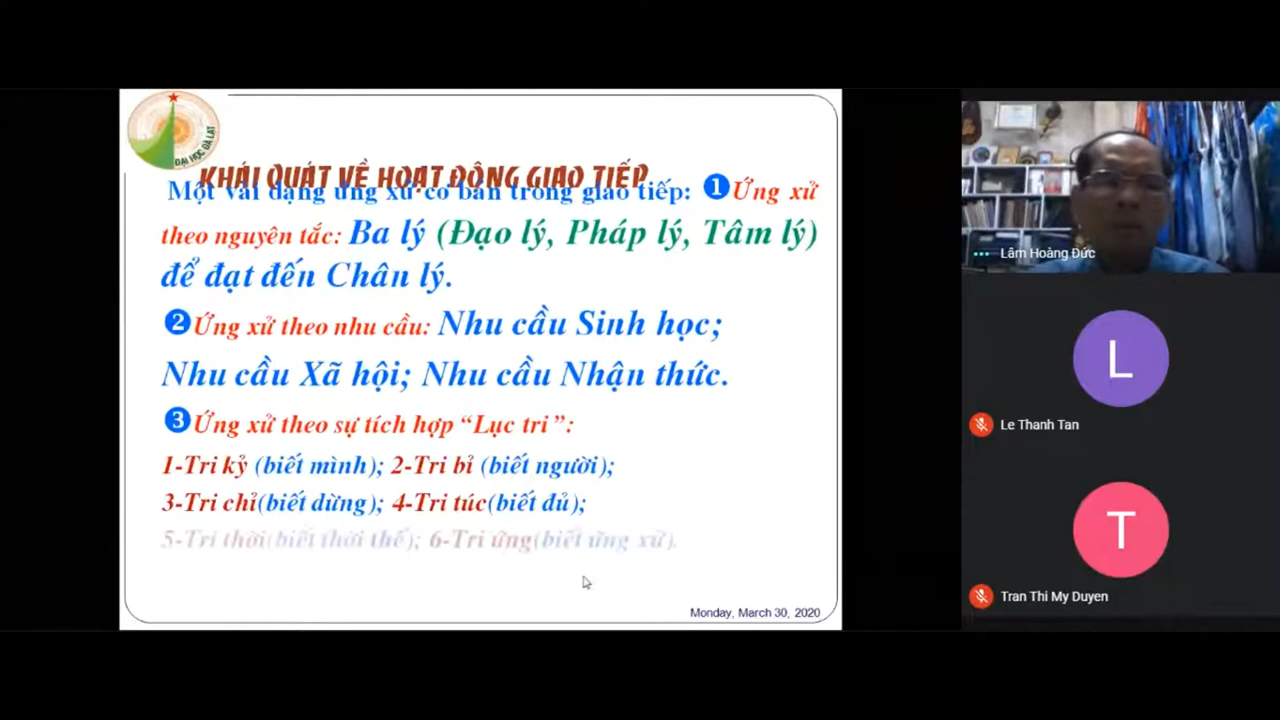 ĐẠI HỌC ĐÀ LẠT
KHÁI QUÁT VỀ HOẠT ĐỘNG GIAO TIẾP
Một vài dạng ứng xử cơ bản trong giao tiếp: ❶Ứng xử
theo nguyên tắc: Ba lý (Đạo lý, Pháp lý, Tâm lý)
để đạt đến Chân lý.
❷Ứng xử theo nhu cầu: Nhu cầu Sinh học;
Nhu cầu Xã hội; Nhu cầu Nhận thức.
❸Ứng xử theo sự tích hợp “Lục tri”:
1-Tri kỷ (biết mình); 2-Tri bỉ (biết người);
3-Tri chỉ(biết dừng); 4-Tri túc(biết đủ);
5-Tri thời(biết thời thế); 6-Tri ứng(biết ứng xử).
Monday, March 30, 2020
Lâm Hoàng Đức
L
Le Thanh Tan
T
Tran Thi My Duyen